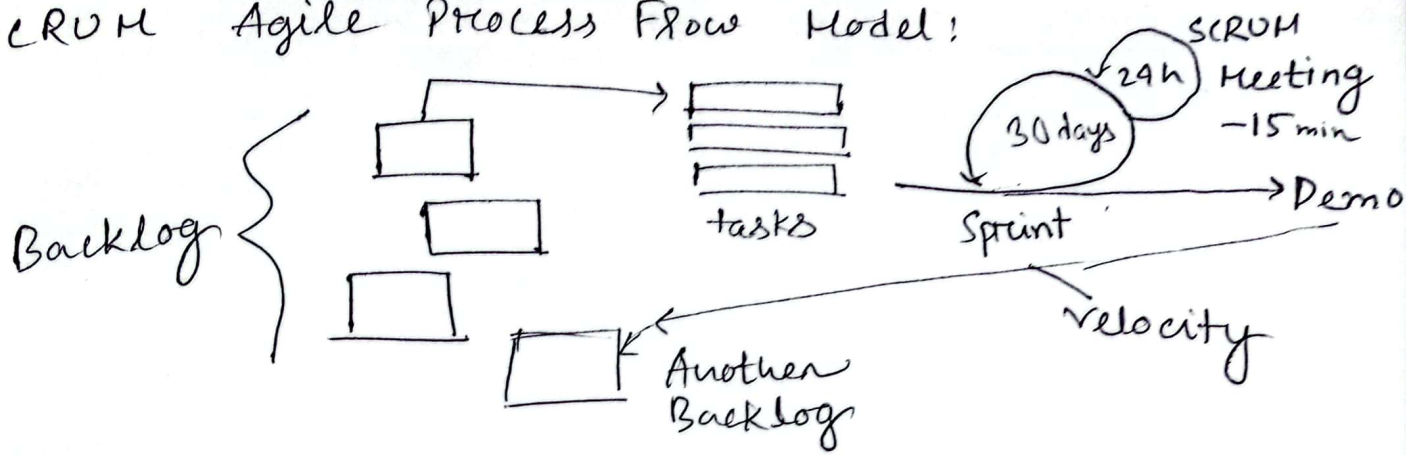 CRUM Agile Process Flow Model:
SCRUM
Meeting
-15 min
24h
30 days
Backlog
tasks
Sprint
Demo
Velocity
Another
Backlog